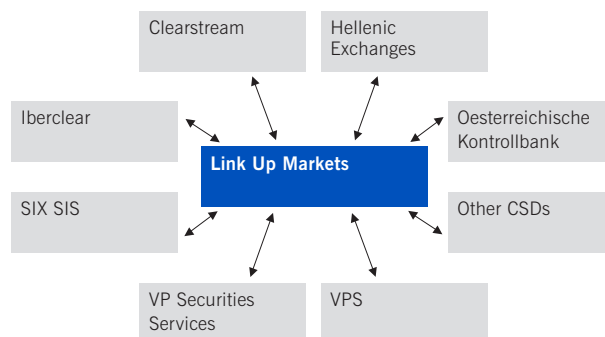 Clearstream
Hellenic
Exchanges
Iberclear
Oesterreichische
Kontrollbank
Link Up Markets
SIX SIS
Other CSDs
VP Securities
Services
VPS